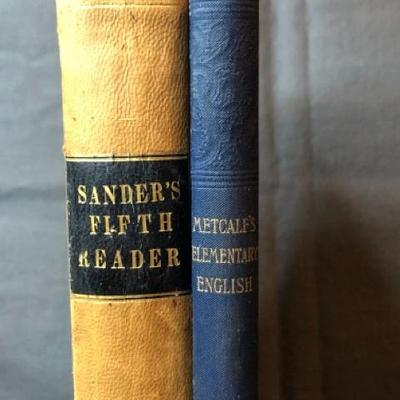 SANDER'S
FIFTH
READER
METCALF'S
ELEMENTARY
ENGLISH